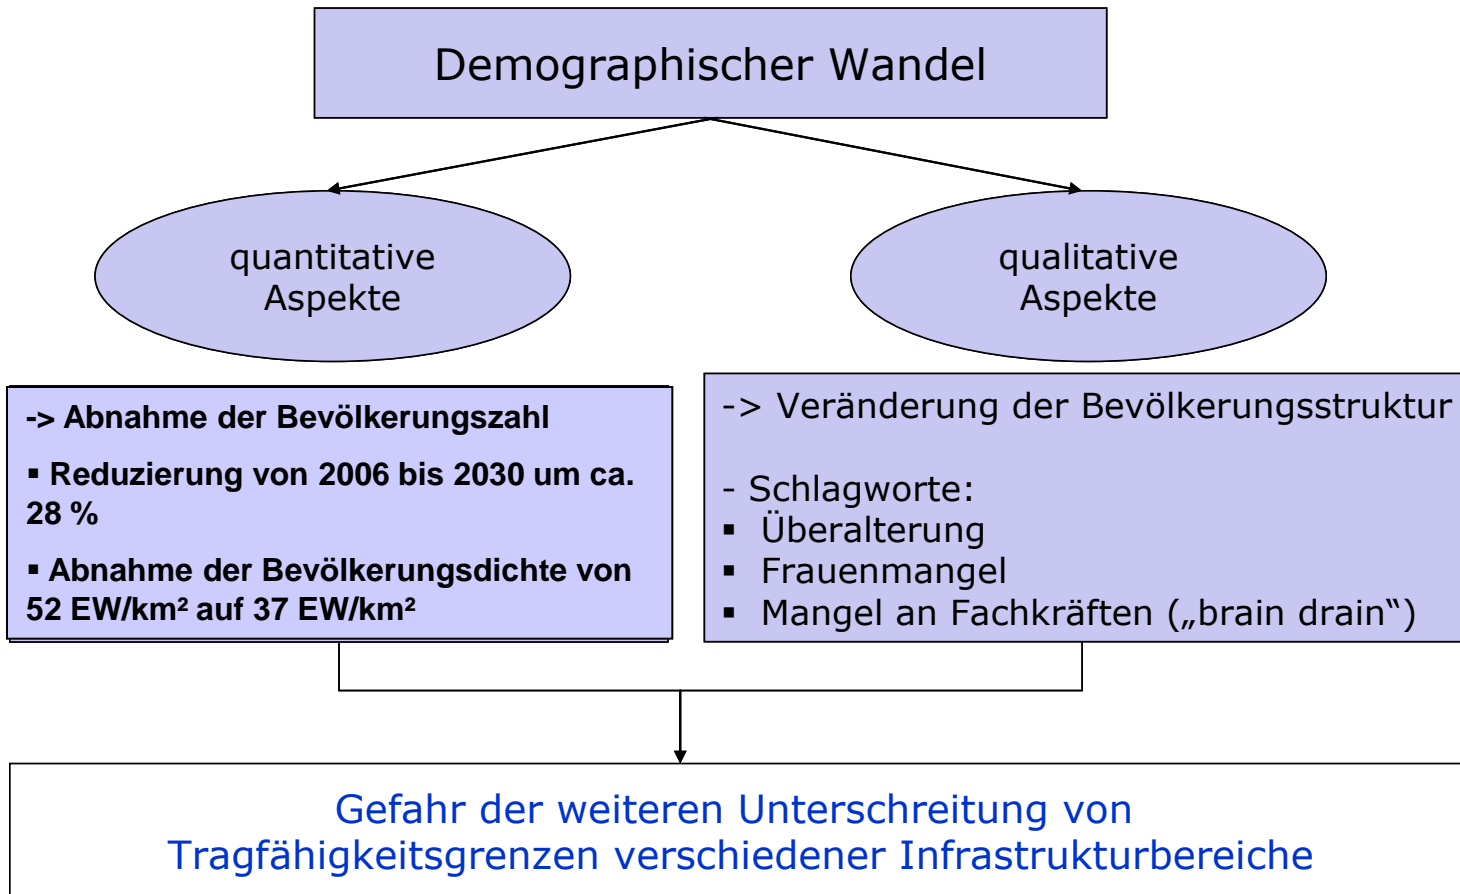 Demographischer Wandel
quantitative
Aspekte
qualitative
Aspekte
-> Abnahme der Bevölkerungszahl
▪ Reduzierung von 2006 bis 2030 um ca.
28 %
▪ Abnahme der Bevölkerungsdichte von
52 EW/km² auf 37 EW/km²
-> Veränderung der Bevölkerungsstruktur
- Schlagworte:
▪ Überalterung
▪ Frauenmangel
▪ Mangel an Fachkräften („brain drain“)
Gefahr der weiteren Unterschreitung von
Tragfähigkeitsgrenzen verschiedener Infrastrukturbereiche